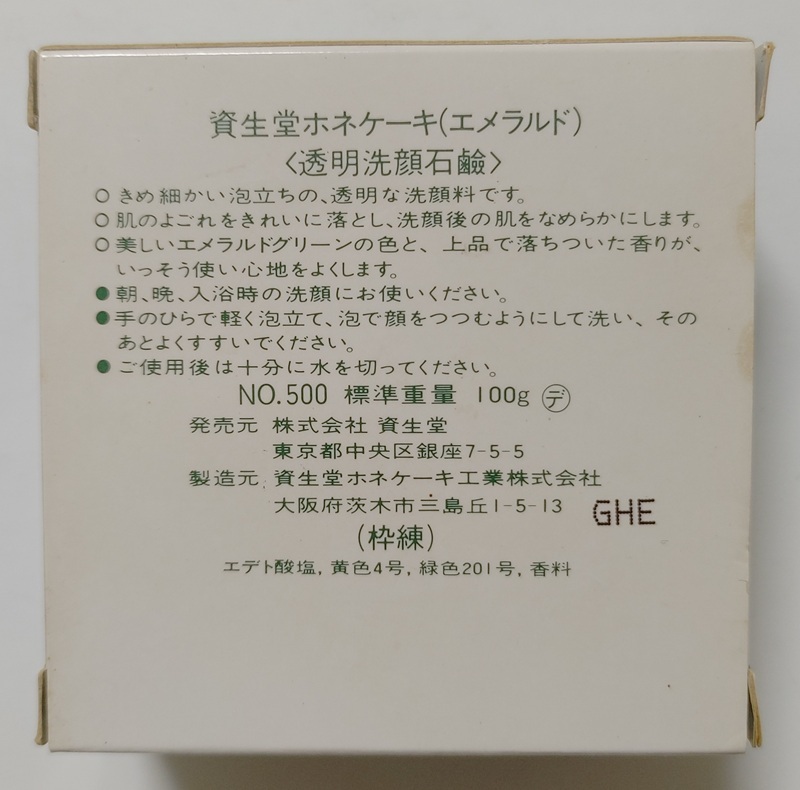 資生堂ホネケーキ(エメラルド)
〈透明洗顔石鹸〉
○ きめ細かい泡立ちの、透明な洗顔料です。
○ 肌のよごれをきれいに落とし、洗顔後の肌をなめらかにします。
○ 美しいエメラルドグリーンの色と、上品で落ちついた香りが、
いっそう使い心地をよくします。
● 朝、晩、入浴時の洗顔にお使いください。
● 手のひらで軽く泡立て、泡で顔をつつむようにして洗い、その
あとよくすすいでください。
● ご使用後は十分に水を切ってください。
NO.500 標準重量 100g ㋣
発売元 株式会社 資生堂
東京都中央区銀座7-5-5
製造元 資生堂ホネケーキ工業株式会社
大阪府茨木市三島丘1-5-13
GHE
(枠練)
エデト酸塩, 黄色4号, 緑色201号, 香料